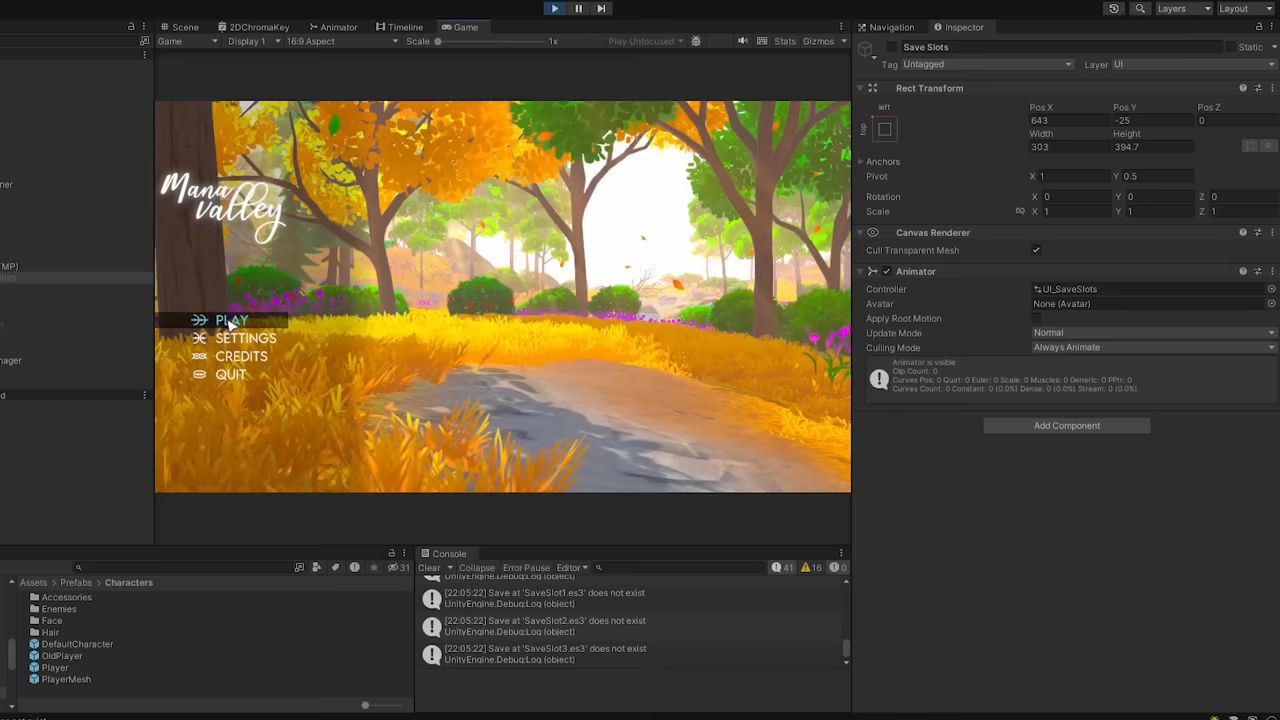 Layers
Layout
Scene
2DChromaKey
Animator
Timeline
Game
Game
Display 1
16:9 Aspect
Scale
1x
Play Unfocused
Stats
Gizmos
ner
(TMP)
nager
d
Mana
Valley
PLAY
SETTINGS
CREDITS
QUIT
Navigation
Inspector
Save Slots
Static
Tag
Untagged
Layer
UI
Rect Transform
left
top
Pos X
Pos Y
Pos Z
643
-25
0
Width
Height
303
394.7
R
Anchors
Pivot
X 1
Y 0.5
Rotation
X 0
Y 0
Z 0
Scale
X 1
Y 1
Z 1
Canvas Renderer
Cull Transparent Mesh
Animator
Controller
UI_SaveSlots
Avatar
None (Avatar)
Apply Root Motion
Update Mode
Normal
Culling Mode
Always Animate
Animator is visible
Clip Count: 0
Curves Pos: 0 Quat: 0 Euler: 0 Scale: 0 Muscles: 0 Generic: 0 PPtr: 0
Curves Count: 0 Constant: 0 (0.0%) Dense: 0 (0.0%) Stream: 0 (0.0%)
Add Component
31
Assets
Prefabs
Characters
Accessories
Enemies
Face
Hair
DefaultCharacter
OldPlayer
Player
PlayerMesh
Console
Clear
Collapse
Error Pause
Editor
41
16
0
UnityEngine.Debug:Log (object)
[22:05:22] Save at 'SaveSlot1.es3' does not exist
UnityEngine.Debug:Log (object)
[22:05:22] Save at 'SaveSlot2.es3' does not exist
UnityEngine.Debug:Log (object)
[22:05:22] Save at 'SaveSlot3.es3' does not exist
UnityEngine.Debug:Log (object)